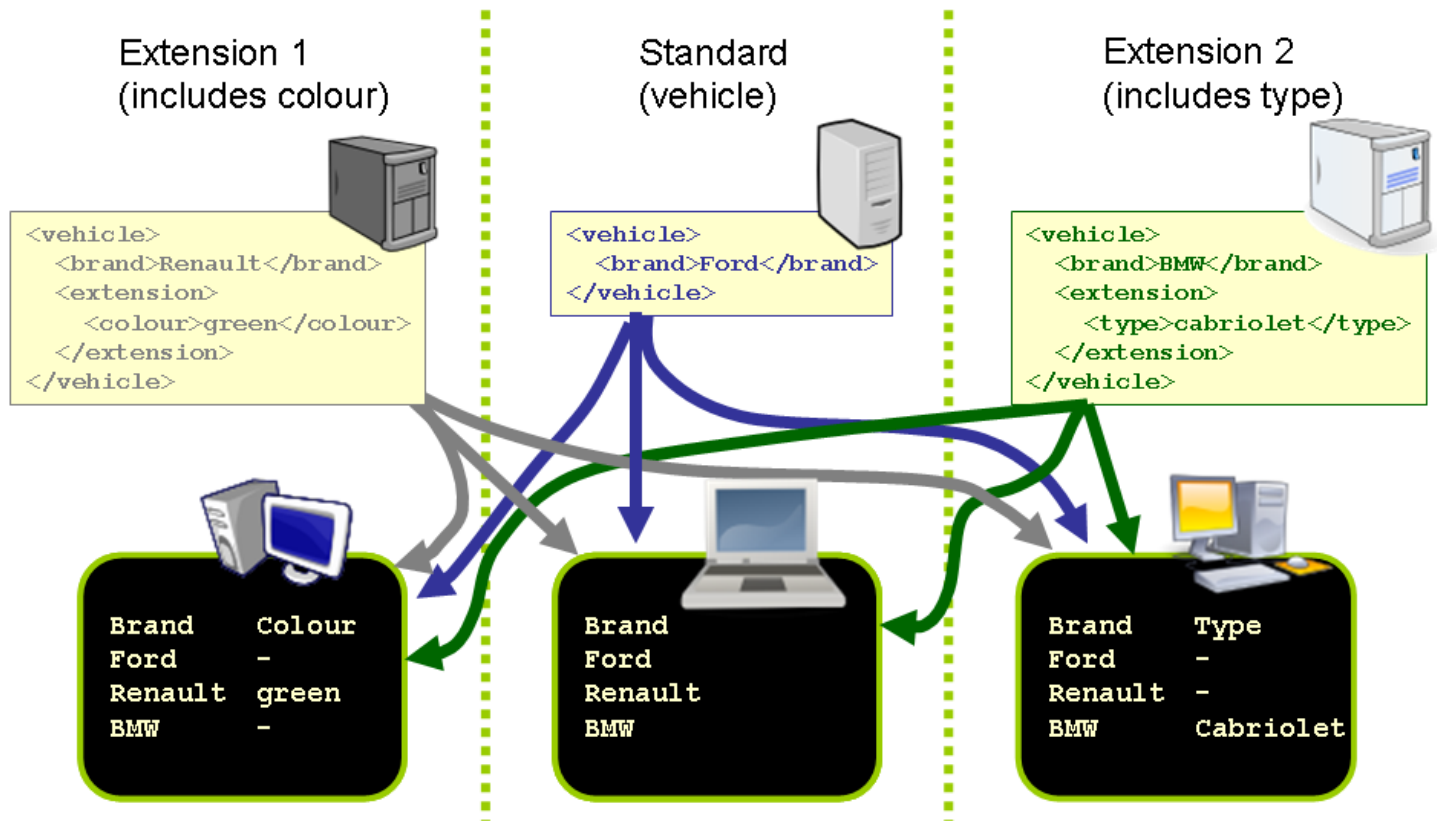 Extension 1
(includes colour)
Standard
(vehicle)
Extension 2
(includes type)
<vehicle>
<brand>Renault</brand>
<extension>
<colour>green</colour>
</extension>
</vehicle>
<vehicle>
<brand>Ford</brand>
</vehicle>
<vehicle>
<brand>BMW</brand>
<extension>
<type>cabriolet</type>
</extension>
</vehicle>
Brand Colour
Ford -
Renault green
BMW -
Brand
Ford
Renault
BMW
Brand Type
Ford -
Renault -
BMW Cabriolet